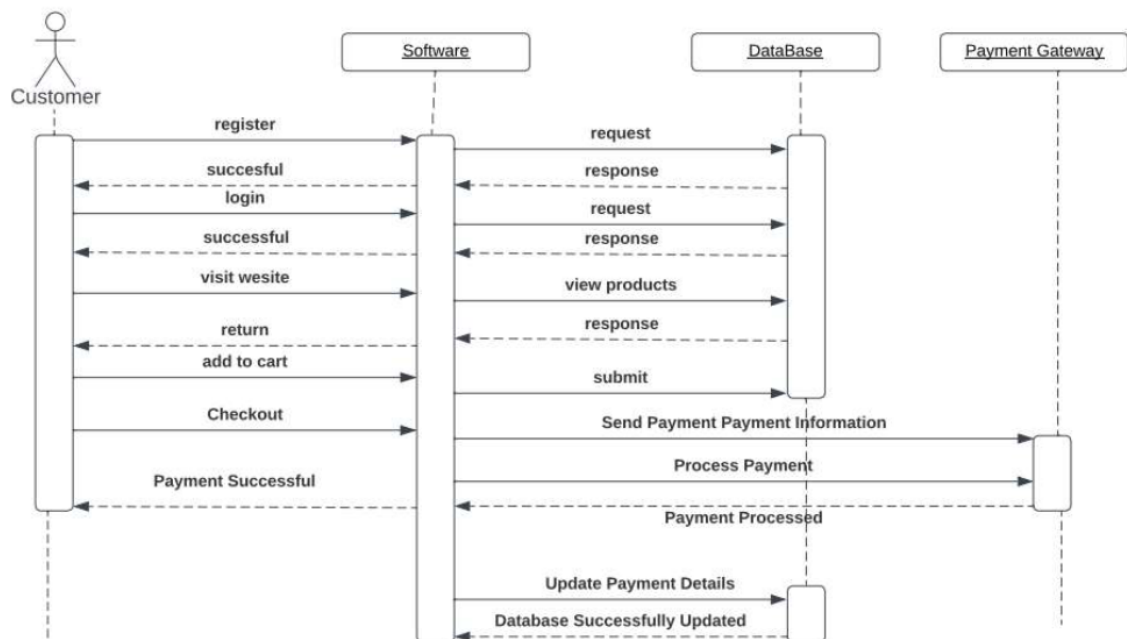 Software
DataBase
Payment Gateway
Customer
register
request
succesful
response
login
request
successful
response
visit wesite
view products
return
response
add to cart
submit
Checkout
Send Payment Payment Information
Process Payment
Payment Successful
Payment Processed
Update Payment Details
Database Successfully Updated